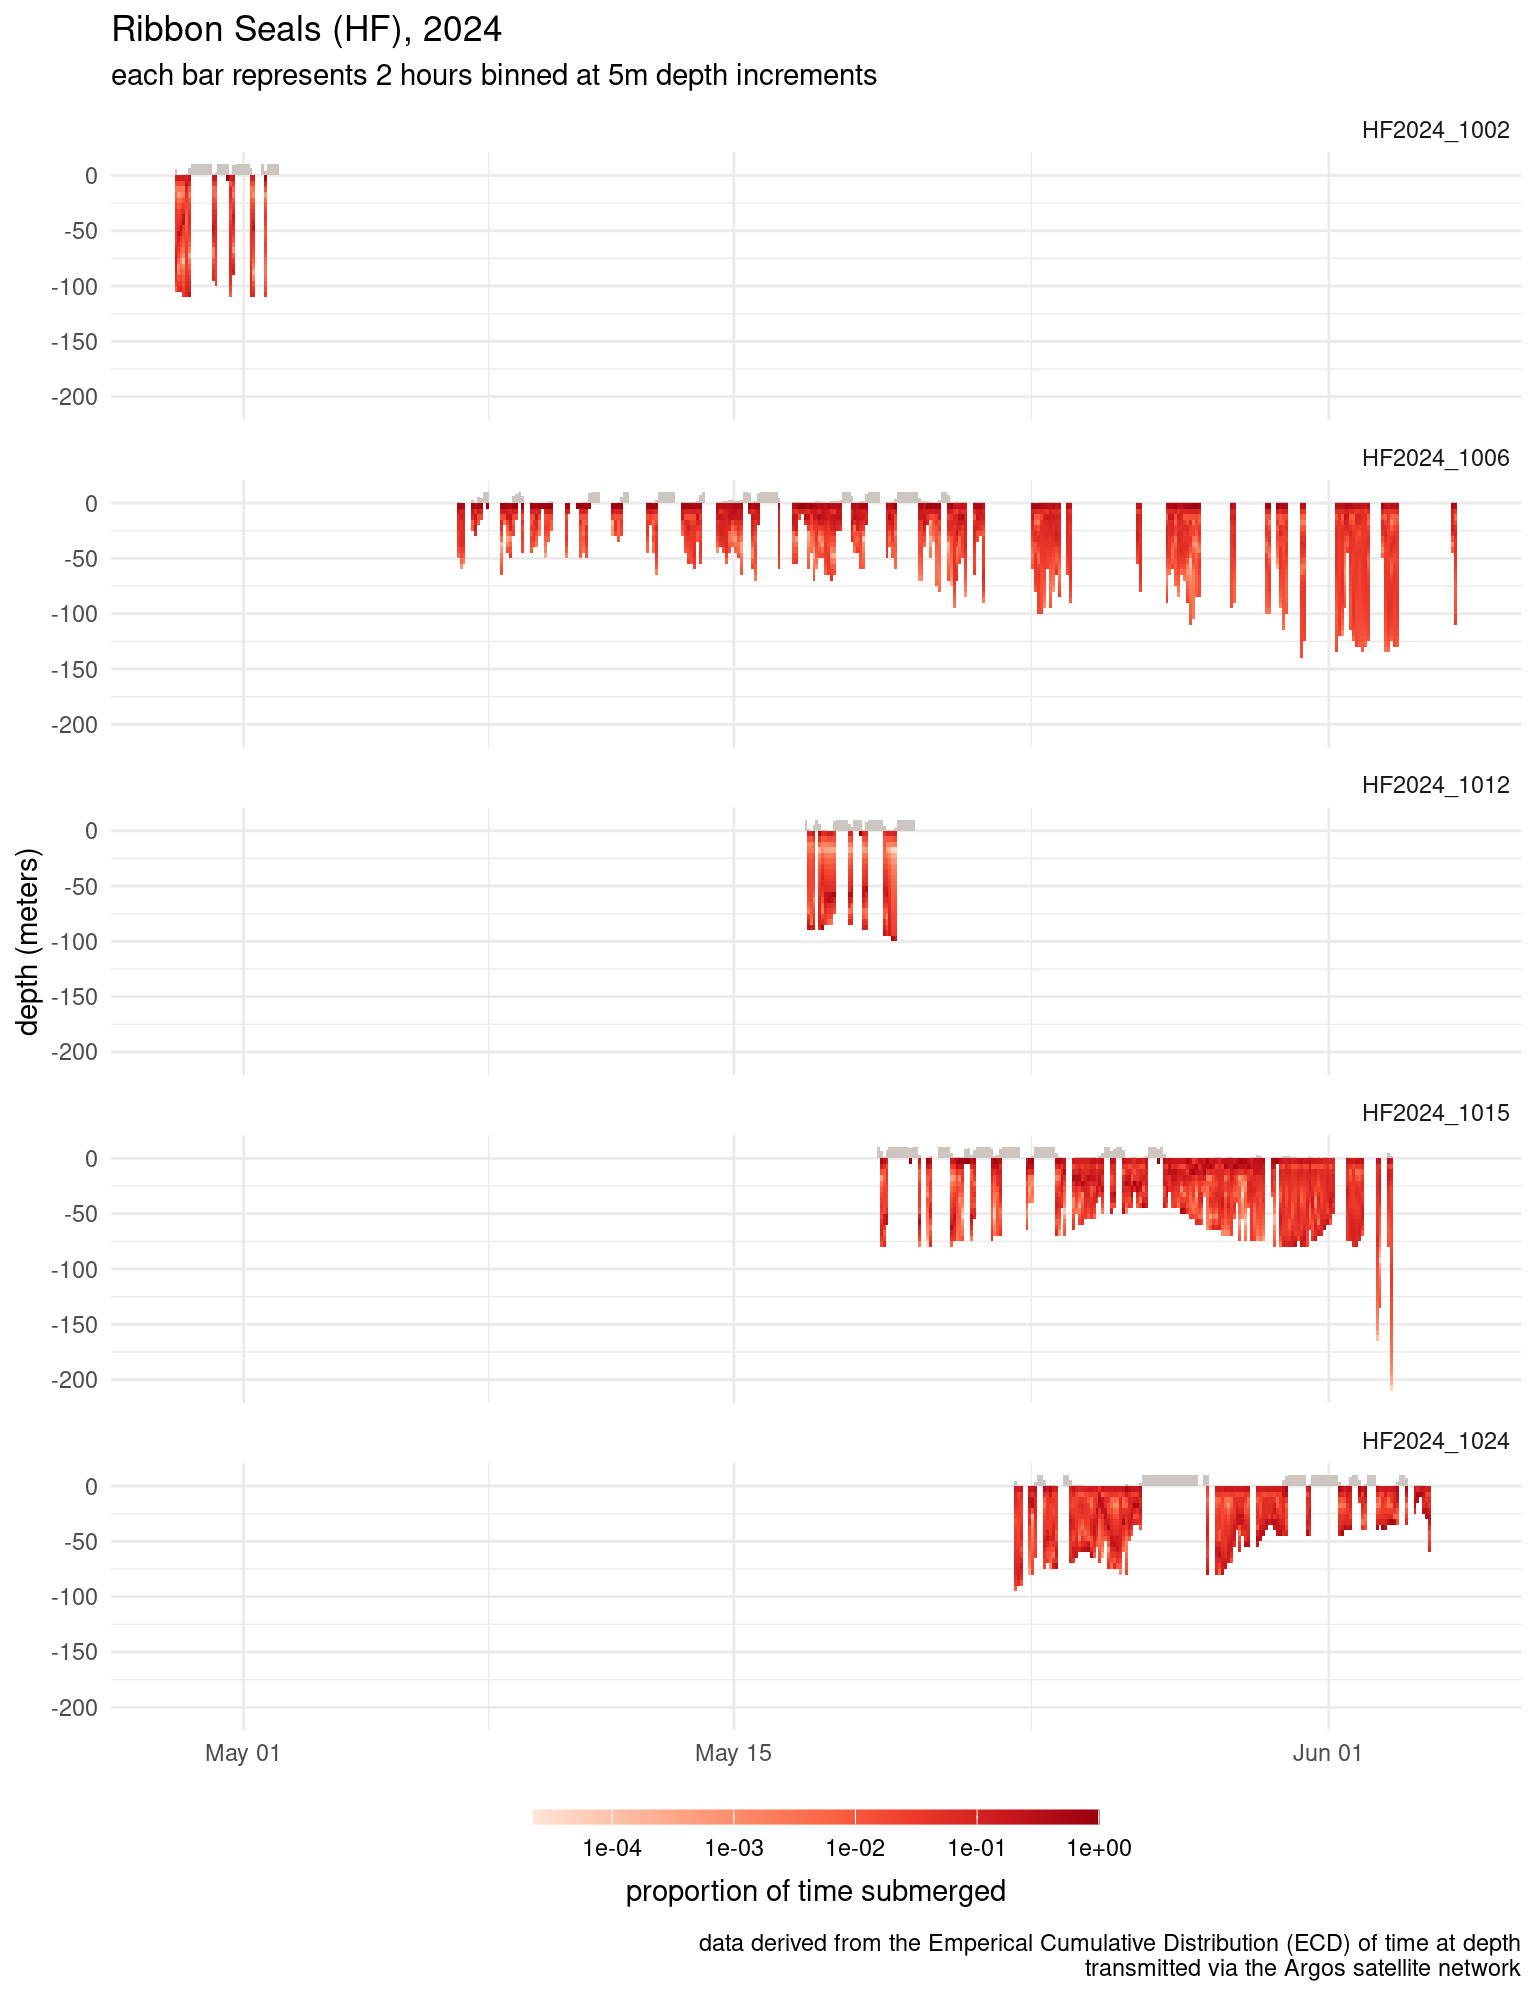 Ribbon Seals (HF), 2024
each bar represents 2 hours binned at 5m depth increments
HF2024_1002
0
-50
-100
-150
-200
HF2024_1006
0
-50
-100
-150
-200
HF2024_1012
0
-50
-100
-150
-200
depth (meters)
HF2024_1015
0
-50
-100
-150
-200
HF2024_1024
0
-50
-100
-150
-200
May 01 May 15 Jun 01
1e-04 1e-03 1e-02 1e-01 1e+00
proportion of time submerged
data derived from the Emperical Cumulative Distribution (ECD) of time at depth
transmitted via the Argos satellite network